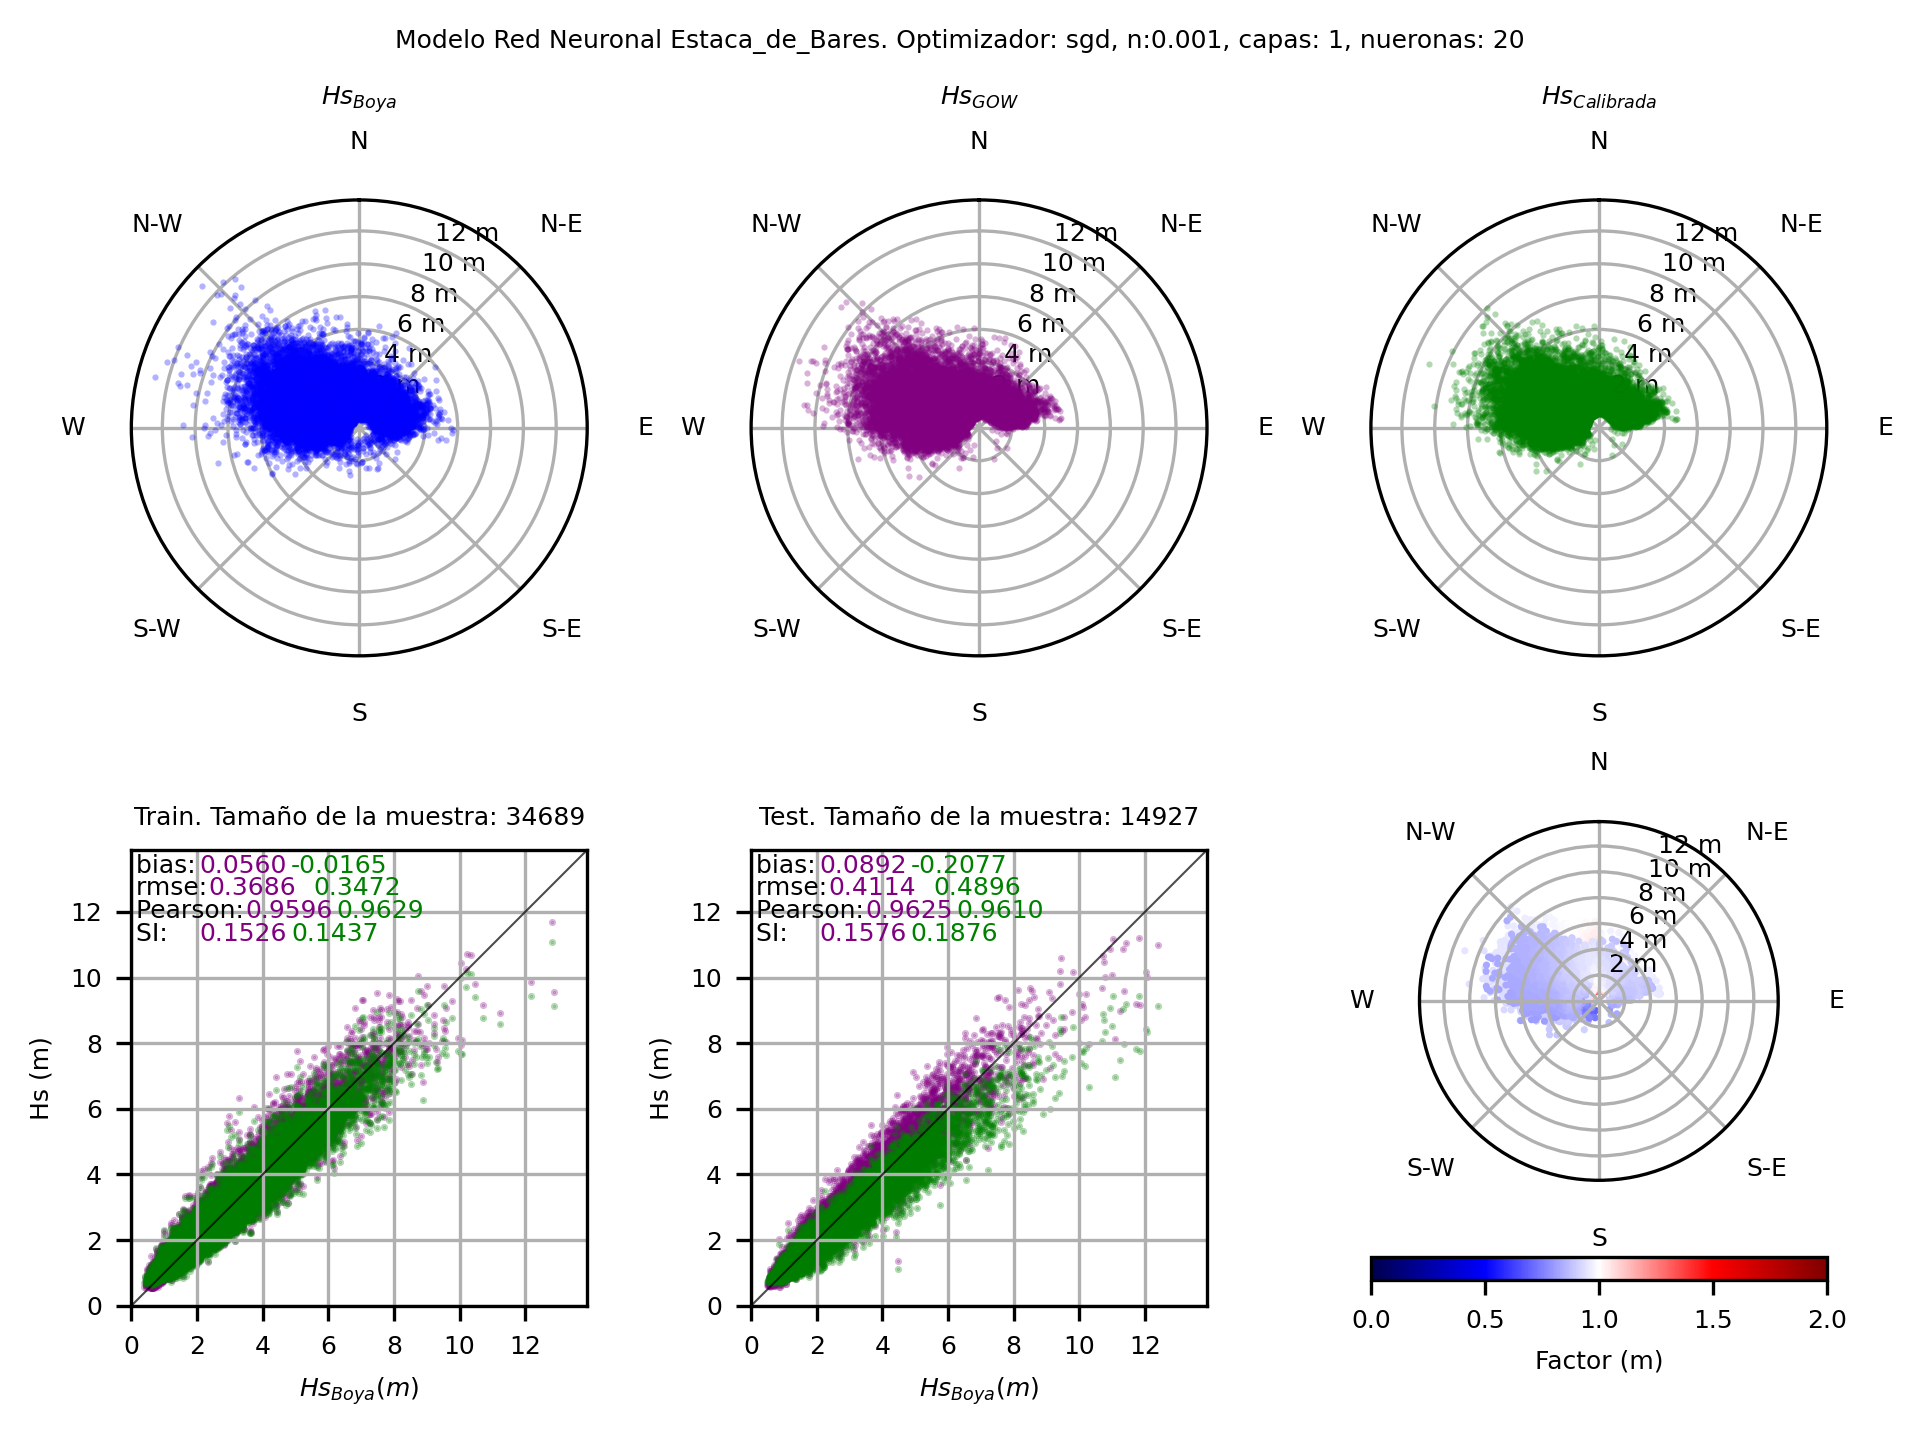 Modelo Red Neuronal Estaca_de_Bares. Optimizador: sgd, n:0.001, capas: 1, nueronas: 20
Hs_Boya Hs_GOW Hs_Calibrada
N N N
N-W N-E N-W N-E N-W N-E
12 m 12 m 12 m
10 m 10 m 10 m
8 m 8 m 8 m
6 m 6 m 6 m
4 m 4 m 4 m
m m m
W E W E W E
S-W S-E S-W S-E S-W S-E
S S S
Train. Tamaño de la muestra: 34689
bias: 0.0560 -0.0165
rmse: 0.3686 0.3472
Pearson: 0.9596 0.9629
SI: 0.1526 0.1437
12
10
8
6
4
2
0
Hs (m)
0 2 4 6 8 10 12
Hs_Boya(m)
Test. Tamaño de la muestra: 14927
bias: 0.0892 -0.2077
rmse: 0.4114 0.4896
Pearson: 0.9625 0.9610
SI: 0.1576 0.1876
12
10
8
6
4
2
0
Hs (m)
0 2 4 6 8 10 12
Hs_Boya(m)
N
N-W N-E
12 m
10 m
8 m
6 m
4 m
2 m
W E
S-W S-E
S
0.0 0.5 1.0 1.5 2.0
Factor (m)